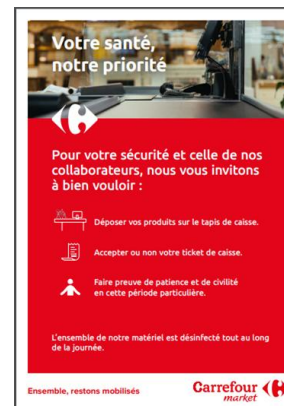 Votre santé,
notre priorité
Pour votre sécurité et celle de nos
collaborateurs, nous vous invitons
à bien vouloir :
Déposer vos produits sur le tapis de caisse.
Accepter ou non votre ticket de caisse.
Faire preuve de patience et de civilité
en cette période particulière.
L'ensemble de notre matériel est désinfecté tout au long
de la journée.
Ensemble, restons mobilisés
Carrefour
market